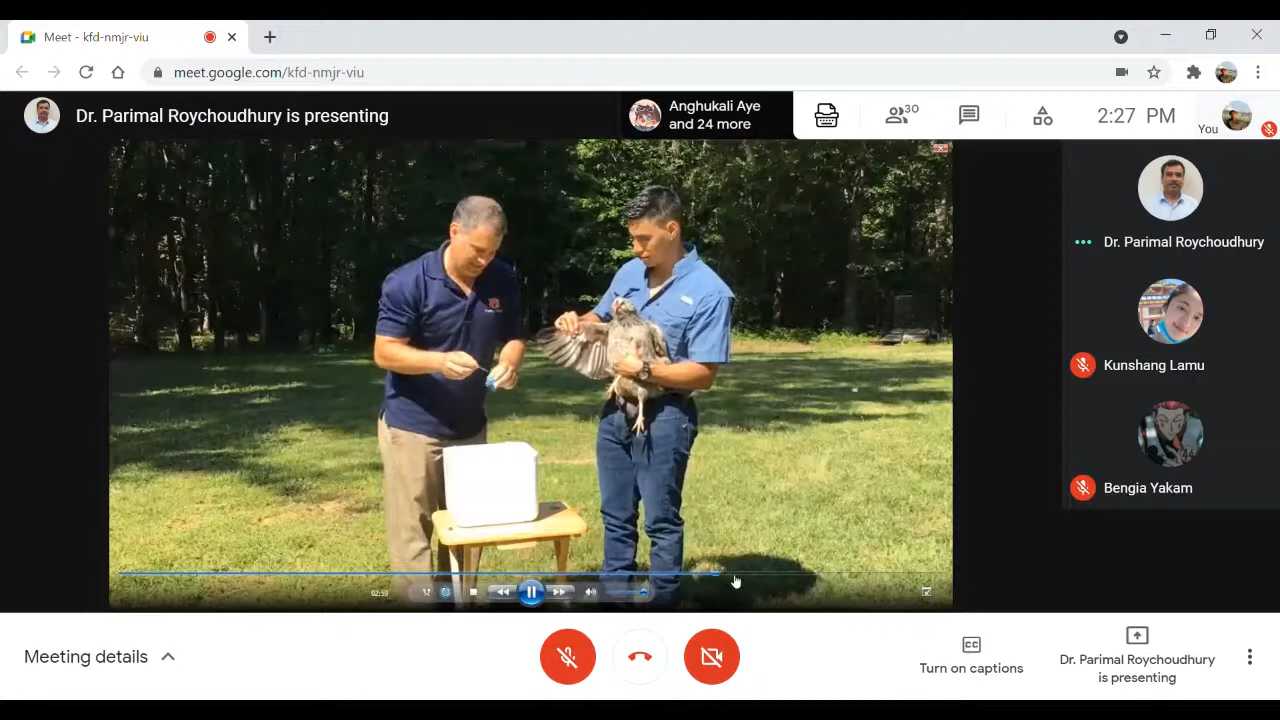 Meet - kfd-nmjr-viu
meet.google.com/kfd-nmjr-viu
Dr. Parimal Roychoudhury is presenting
Anghukali Aye
and 24 more
30
2:27 PM
You
Dr. Parimal Roychoudhury
Kunshang Lamu
Bengia Yakam
02:53
Meeting details
Turn on captions
Dr. Parimal Roychoudhury
is presenting